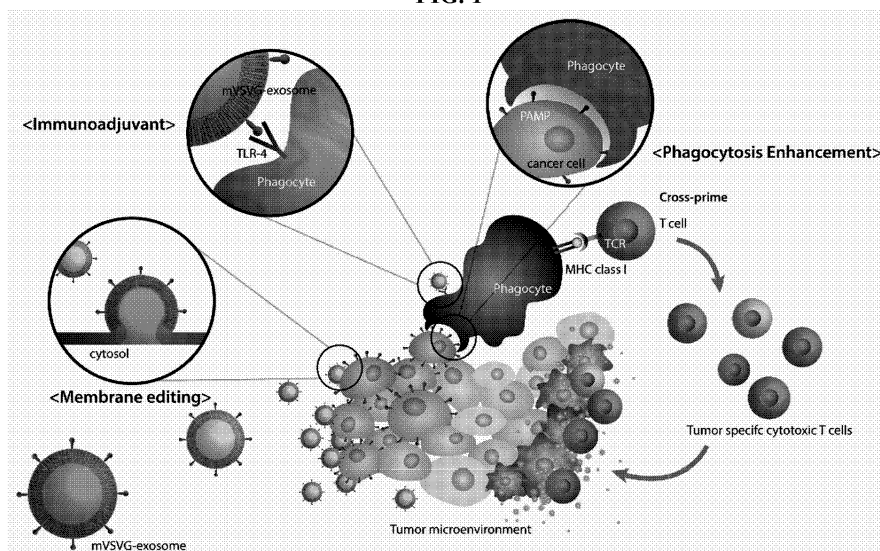 FIG. 1
mVSVG-exosome
<Immunoadjuvant>
TLR-4
Phagocyte
Phagocyte
PAMP
cancer cell
<Phagocytosis Enhancement>
Cross-prime
T cell
TCR
MHC class I
Phagocyte
cytosol
<Membrane editing>
Tumor specifc cytotoxic T cells
Tumor microenvironment
mVSVG-exosome